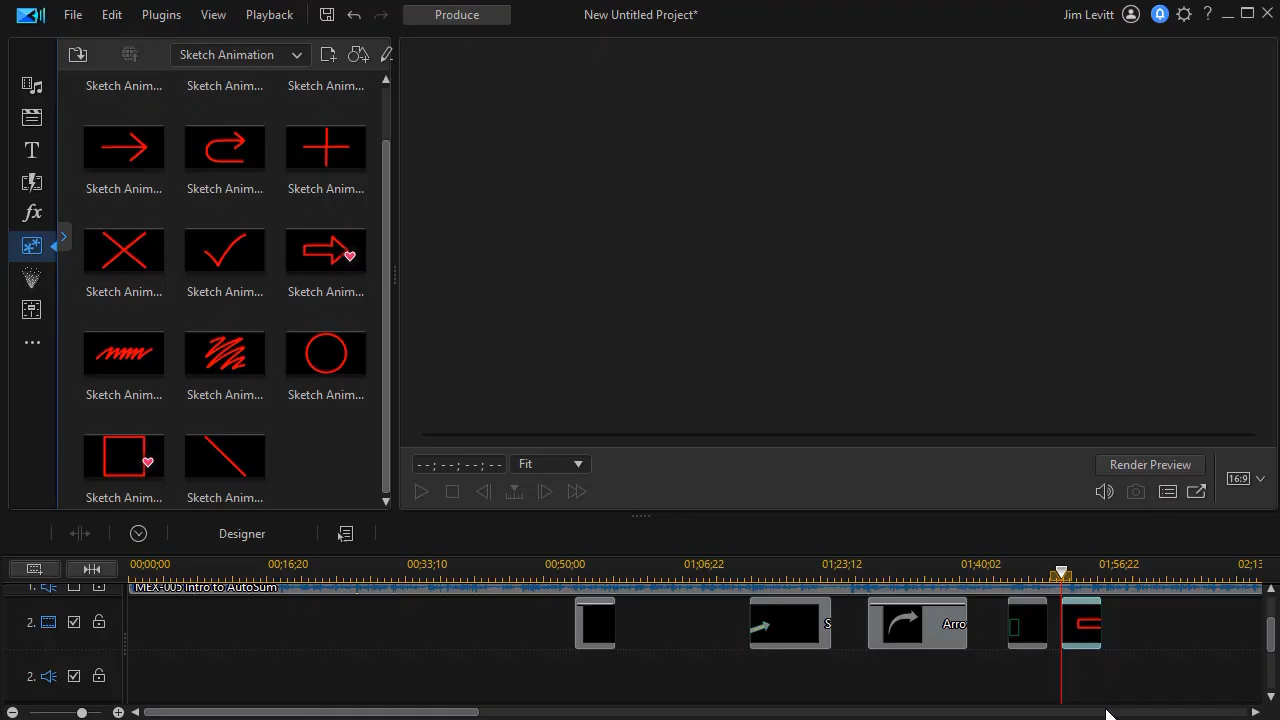 File Edit Plugins View Playback Produce New Untitled Project* Jim Levitt
Sketch Animation
Sketch Anim... Sketch Anim... Sketch Anim...
Sketch Anim... Sketch Anim... Sketch Anim...
Sketch Anim... Sketch Anim... Sketch Anim...
Sketch Anim... Sketch Anim... Sketch Anim...
Sketch Anim... Sketch Anim...
--;--;--;-- Fit Render Preview
16:9
Designer
00;00;00 00;16;20 00;33;10 00;50;00 01;06;22 01;23;12 01;40;02 01;56;22 02;13
1. MEX-005 Intro to AutoSum
2. S Arro
2.